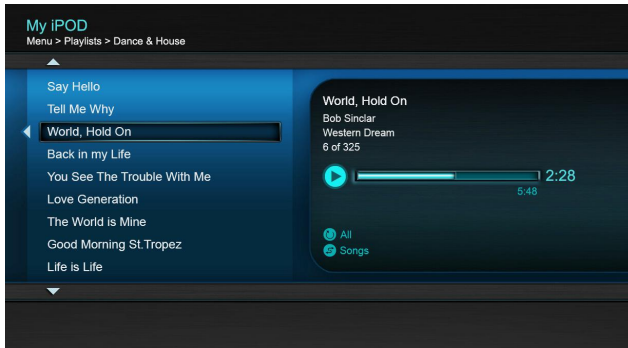 My iPOD
Menu > Playlists > Dance & House
Say Hello
Tell Me Why
World, Hold On
Back in my Life
You See The Trouble With Me
Love Generation
The World is Mine
Good Morning St.Tropez
Life is Life
World, Hold On
Bob Sinclar
Western Dream
6 of 325
2:28
5:48
All
Songs